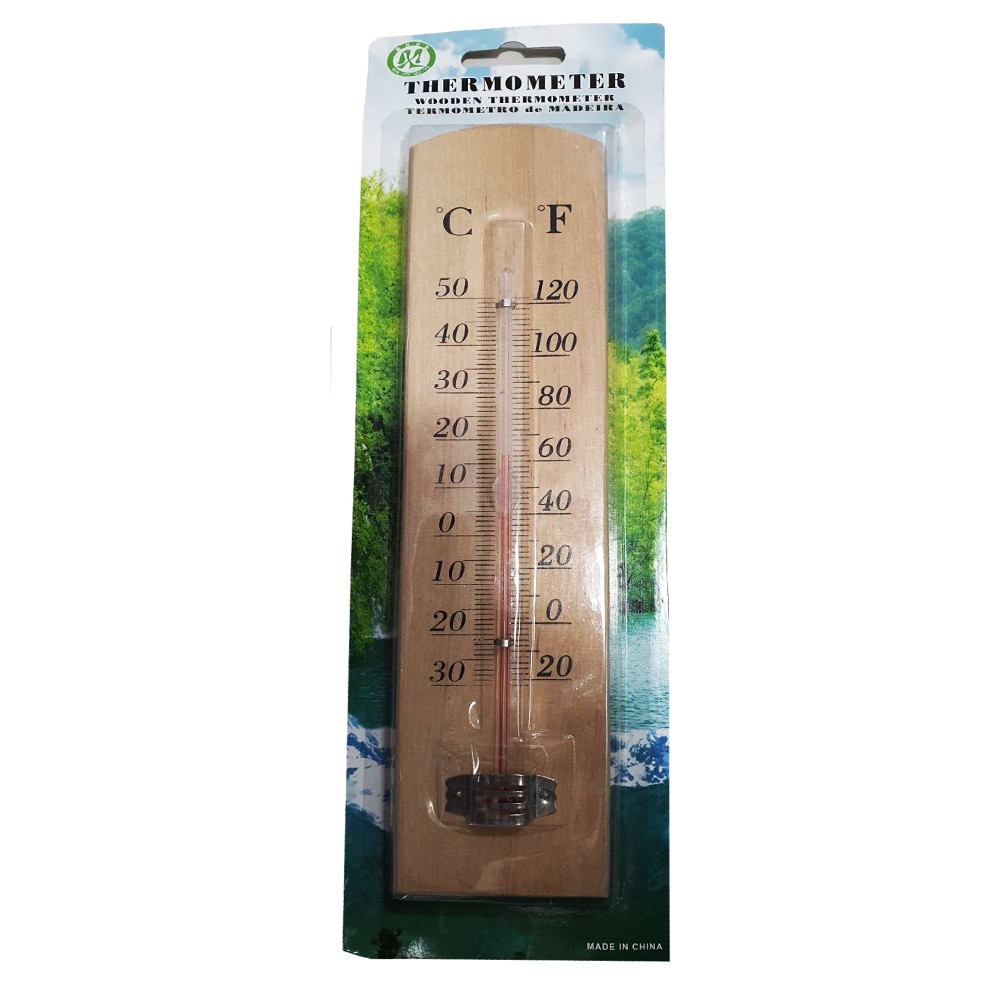 THERMOMETER
WOODEN THERMOMETER
TERMOMETRO de MADEIRA
°C °F
50 120
40 100
30 80
20 60
10 40
0 20
10 0
20 20
30
MADE IN CHINA